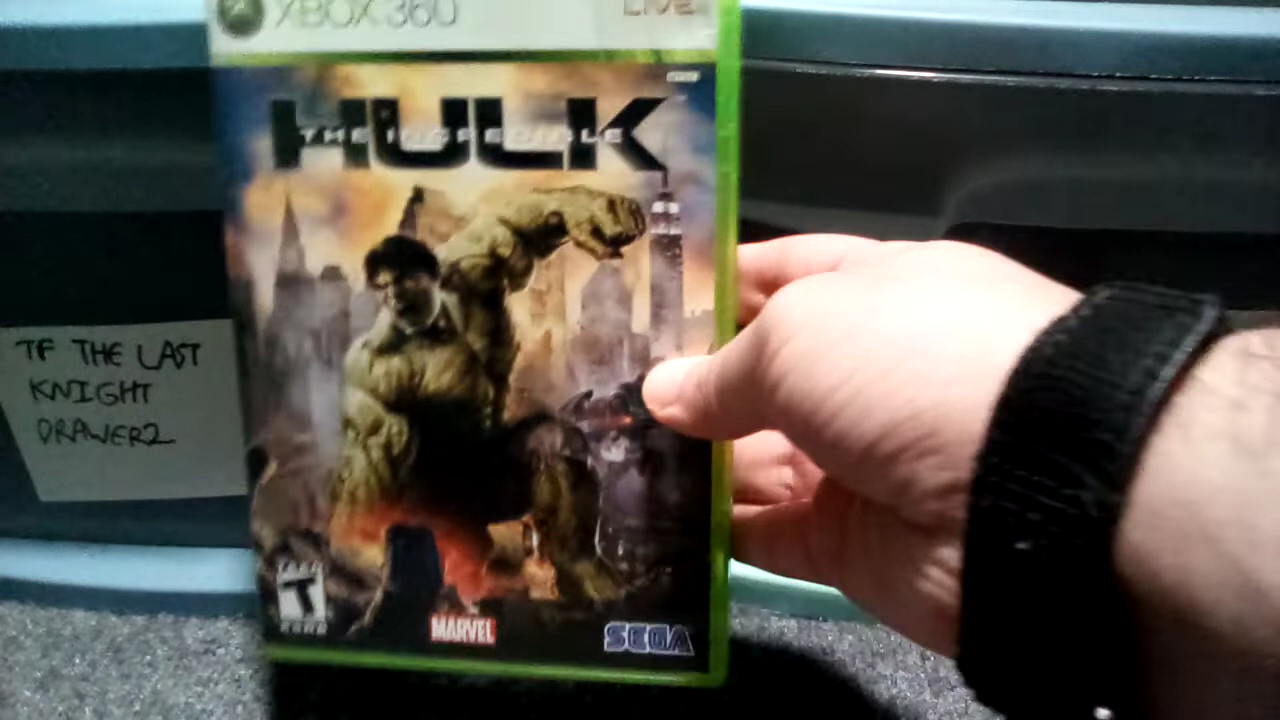 XBOX 360 LIVE
HULK
THE INCREDIBLE
TF THE LAST
KNIGHT
DRAWER2
T
MARVEL
SEGA